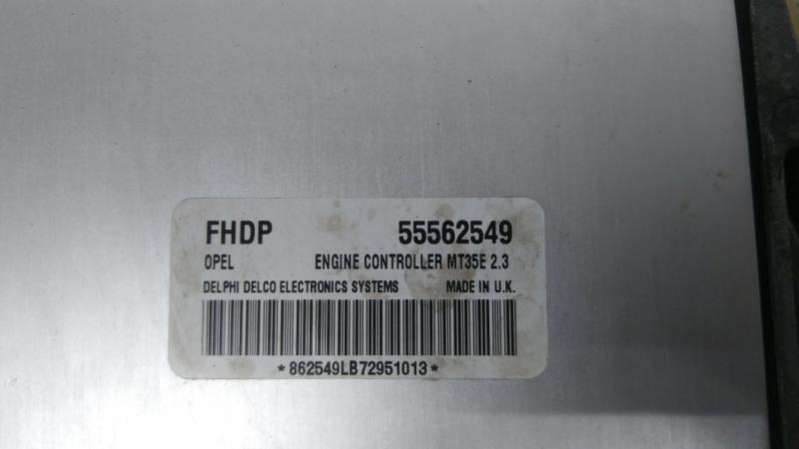 FHDP 55562549
OPEL ENGINE CONTROLLER MT35E 2.3
DELPHI DELCO ELECTRONICS SYSTEMS MADE IN U.K.
*862549LB72951013*